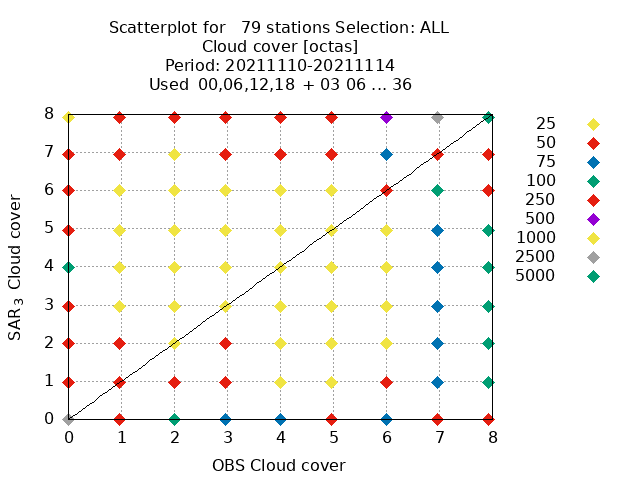 Scatterplot for 79 stations Selection: ALL
Cloud cover [octas]
Period: 20211110-20211114
Used 00,06,12,18 + 03 06 ... 36
8
7
6
5
4
3
2
1
0
SAR3 Cloud cover
0 1 2 3 4 5 6 7 8
OBS Cloud cover
25
50
75
100
250
500
1000
2500
5000